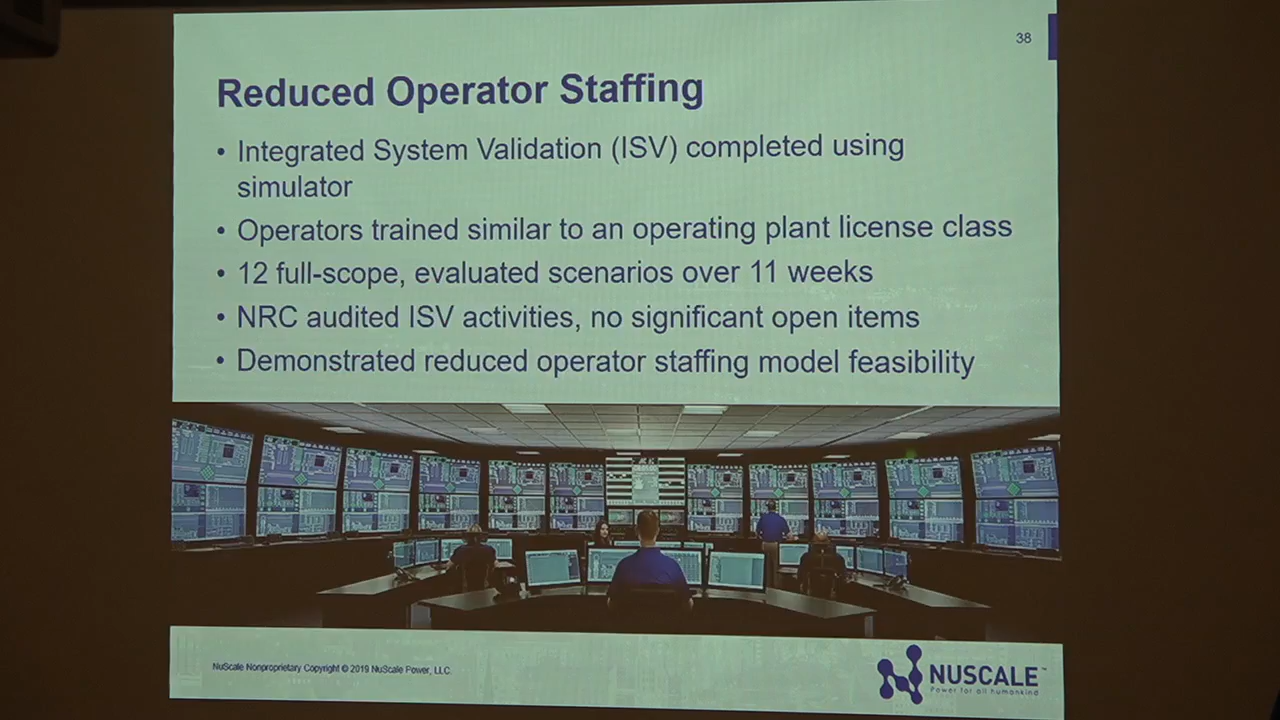 38
Reduced Operator Staffing
• Integrated System Validation (ISV) completed using
simulator
• Operators trained similar to an operating plant license class
• 12 full-scope, evaluated scenarios over 11 weeks
• NRC audited ISV activities, no significant open items
• Demonstrated reduced operator staffing model feasibility
NuScale Nonproprietary Copyright © 2019 NuScale Power, LLC.
NUSCALE™
Power for all humankind